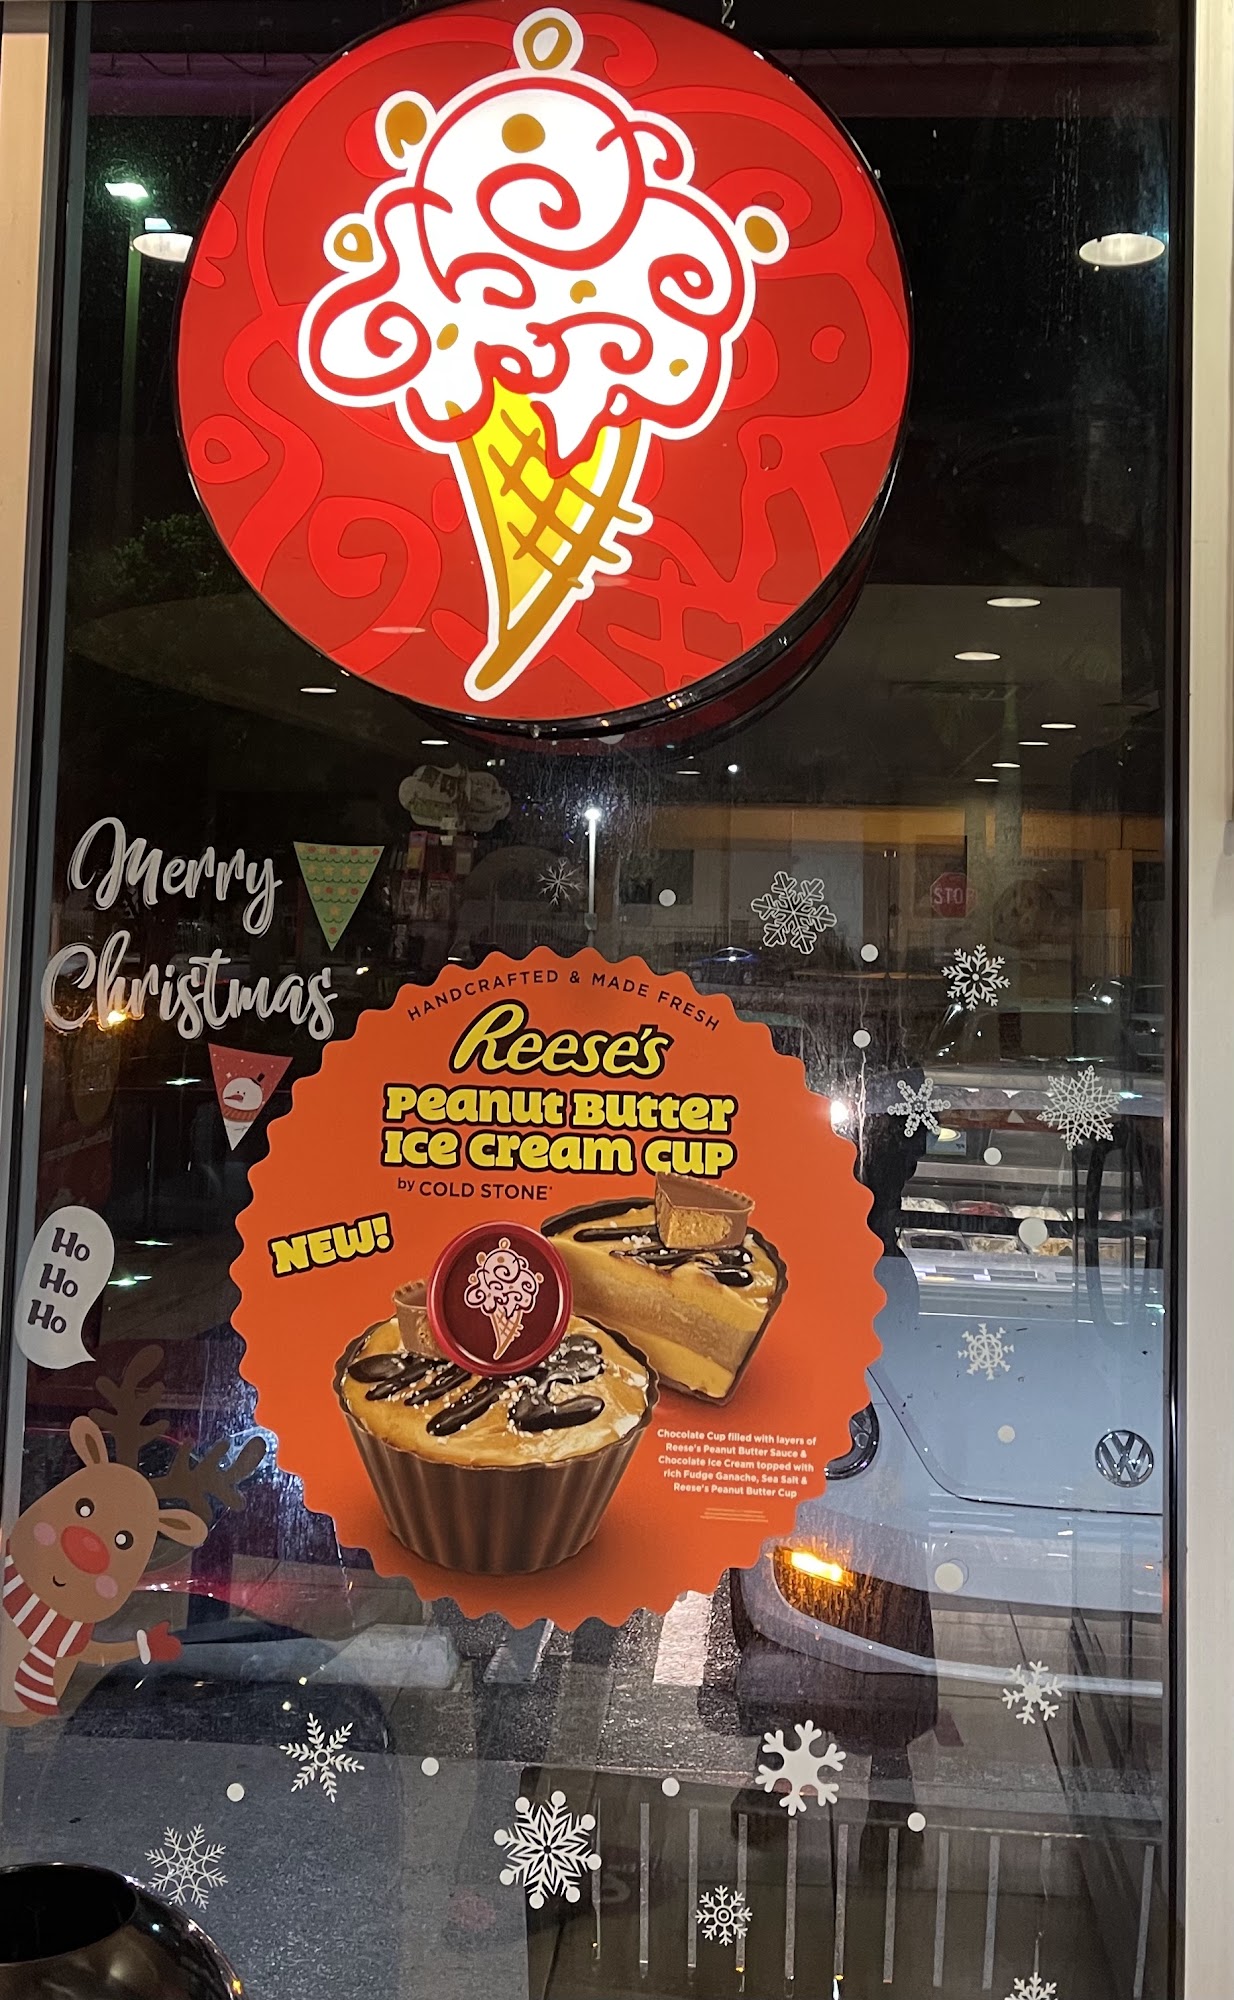 Merry
Christmas
STOP
HANDCRAFTED & MADE FRESH
Reese's
Peanut Butter
Ice Cream Cup
by COLD STONE
NEW!
Ho
Ho
Ho
Chocolate Cup filled with layers of
Reese's Peanut Butter Sauce &
Chocolate Ice Cream topped with
rich Fudge Ganache, Sea Salt &
Reese's Peanut Butter Cup